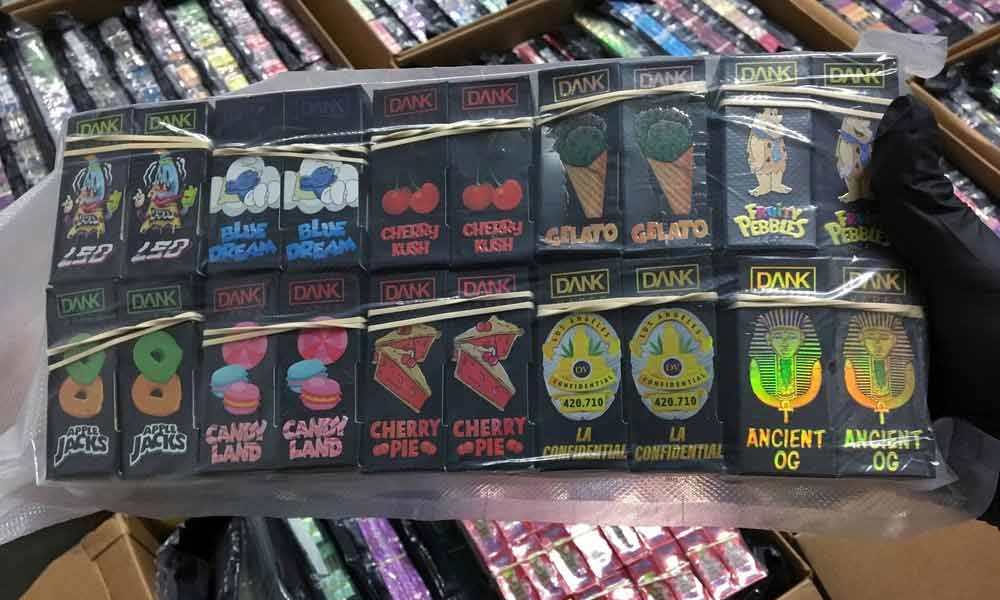 DANK
DANK
DANK
DANK
DANK
DANK
DANK
DANK
DANK
DANK
LSD
LSD
BLUE
DREAM
BLUE
DREAM
CHERRY
KUSH
CHERRY
KUSH
GELATO
GELATO
FRUITY
PEBBLES
FRUITY
PEBBLES
DANK
DANK
DANK
DANK
DANK
DANK
DANK
DANK
DANK
DANK
APPLE
JACKS
APPLE
JACKS
CANDY
LAND
CANDY
LAND
CHERRY
PIE
CHERRY
PIE
LOS ANGELES
CONFIDENTIAL
420.710
LA
CONFIDENTIAL
LOS ANGELES
CONFIDENTIAL
420.710
LA
CONFIDENTIAL
ANCIENT
OG
ANCIENT
OG